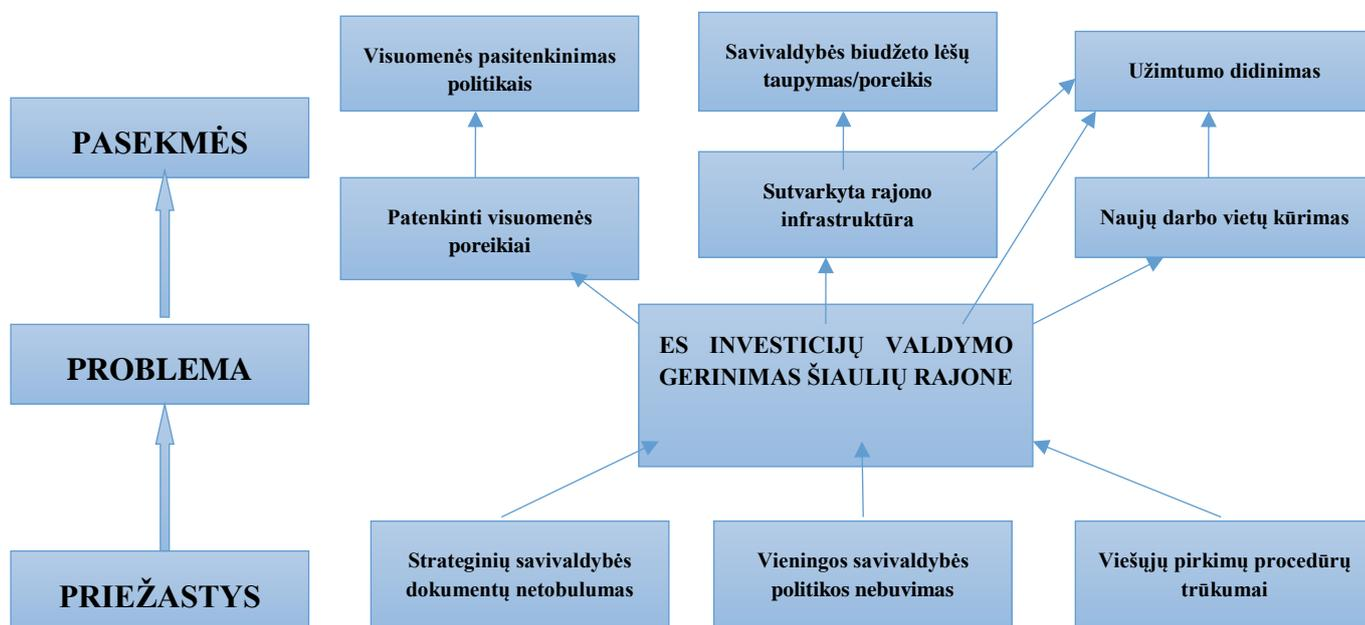 Visuomenės pasitenkinimas
politikais
Savivaldybės biudžeto lėšų
taupymas/poreikis
Užimtumo didinimas
PASEKMĖS
Patenkinti visuomenės
poreikiai
Sutvarkyta rajono
infrastruktūra
Naujų darbo vietų kūrimas
PROBLEMA
ES INVESTICIJŲ VALDYMO
GERINIMAS ŠIAULIŲ RAJONE
PRIEŽASTYS
Strateginių savivaldybės
dokumentų netobulumas
Vieningos savivaldybės
politikos nebuvimas
Viešųjų pirkimų procedūrų
trūkumai